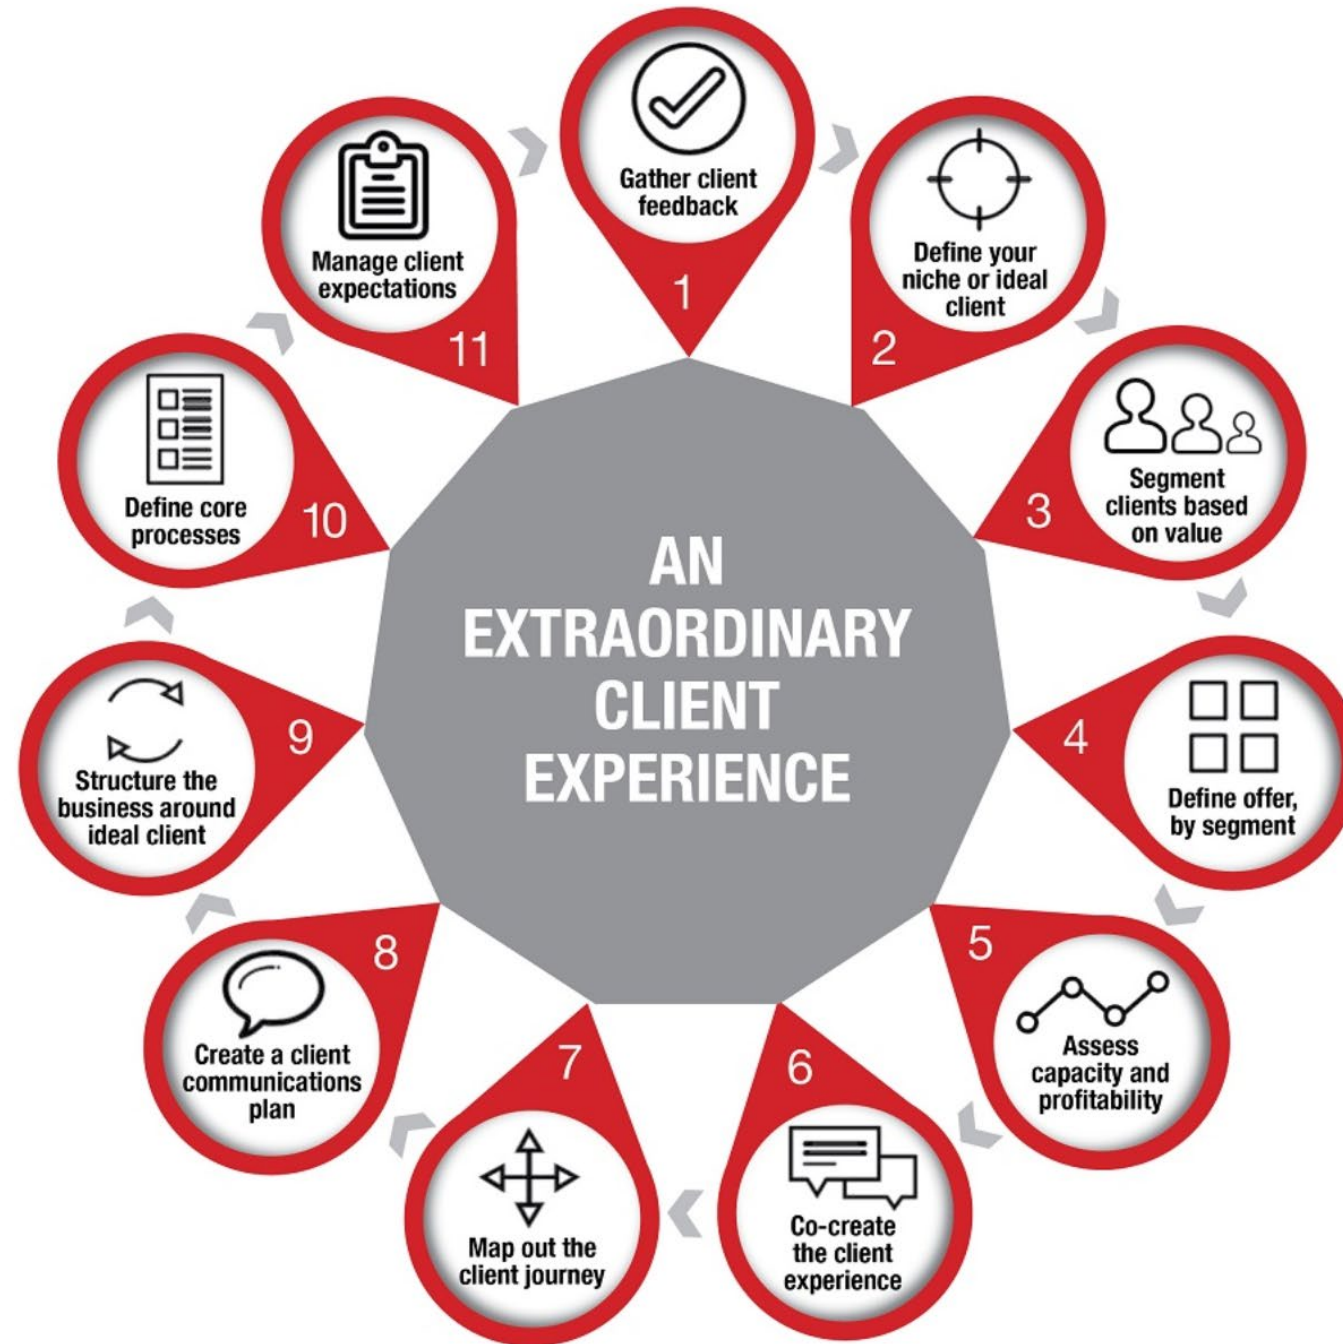 AN
EXTRAORDINARY
CLIENT
EXPERIENCE
Gather client
feedback
1
Define your
niche or ideal
client
2
Segment
clients based
on value
3
Define offer,
by segment
4
Assess
capacity and
profitability
5
Co-create
the client
experience
6
Map out the
client journey
7
Create a client
communications
plan
8
Structure the
business around
ideal client
9
Define core
processes
10
Manage client
expectations
11